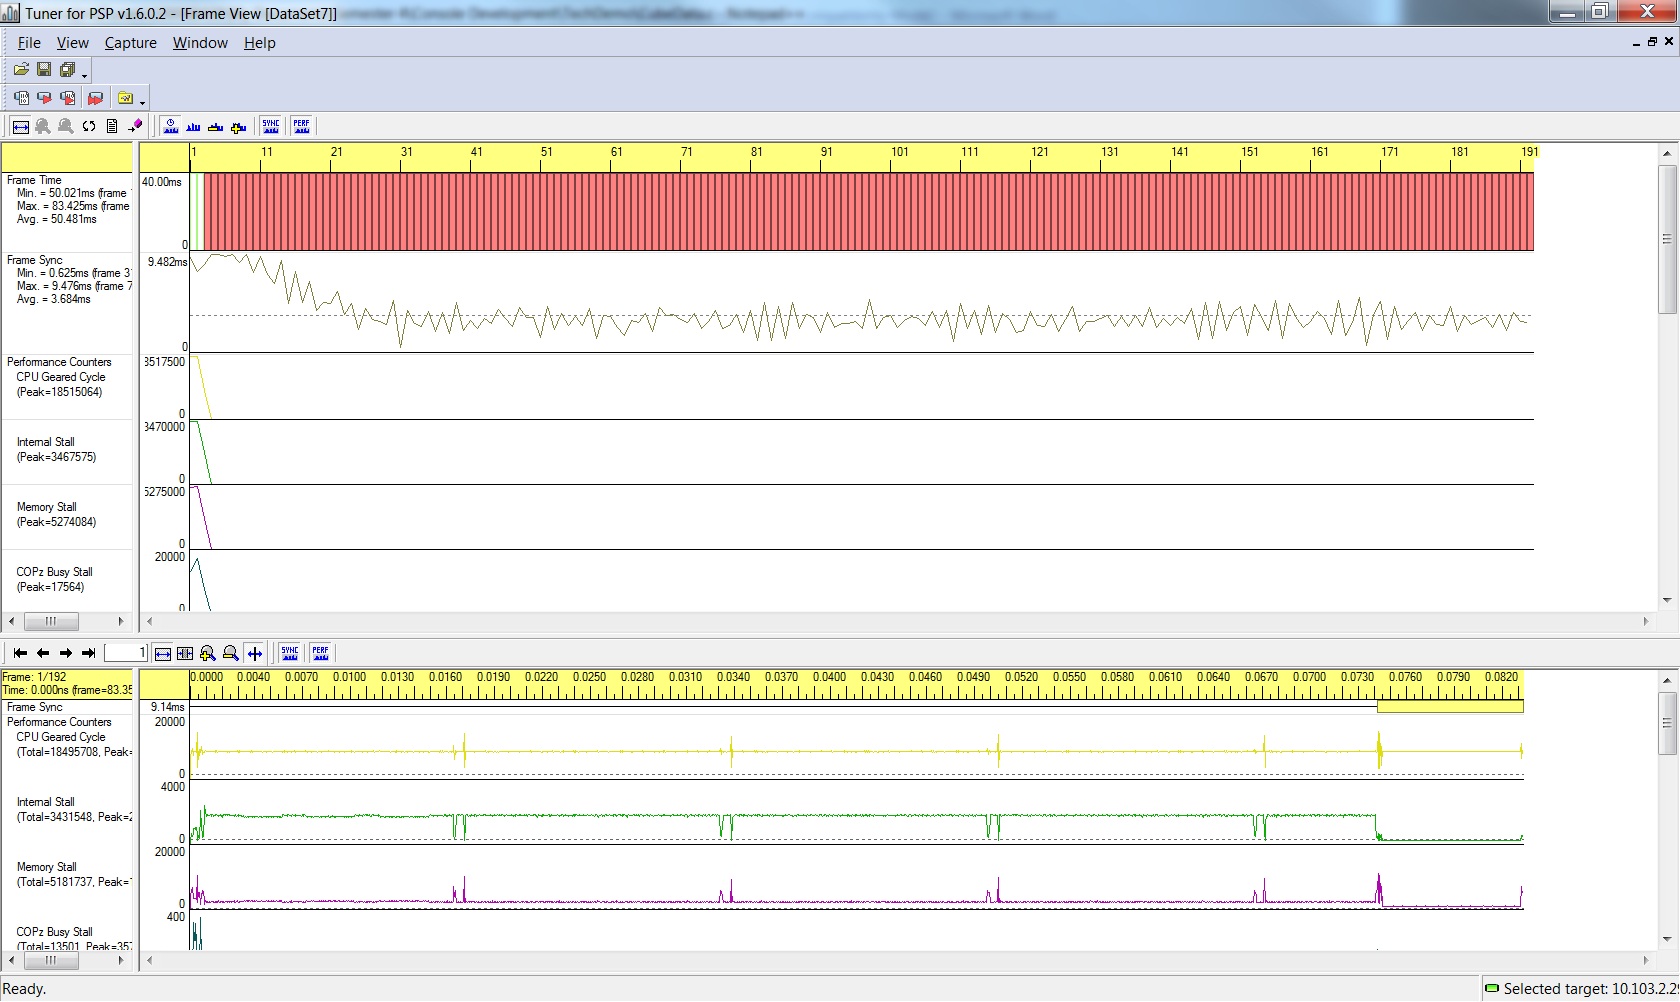 Tuner for PSP v1.6.0.2 - [Frame View [DataSet7]]
File View Capture Window Help
1 11 21 31 41 51 61 71 81 91 101 111 121 131 141 151 161 171 181 191
Frame Time
Min. = 50.021ms (frame
Max. = 83.425ms (frame
Avg. = 50.481ms
40.00ms
0
Frame Sync
Min. = 0.625ms (frame 3
Max. = 9.476ms (frame 7
Avg. = 3.684ms
9.482ms
0
Performance Counters
CPU Geared Cycle
(Peak=18515064)
3517500
0
Internal Stall
(Peak=3467575)
3470000
0
Memory Stall
(Peak=5274084)
5275000
0
COPz Busy Stall
(Peak=17564)
20000
0
1
SYNC PERF
Frame: 1/192
Time: 0.000ns (frame=83.35
0.0000 0.0040 0.0070 0.0100 0.0130 0.0160 0.0190 0.0220 0.0250 0.0280 0.0310 0.0340 0.0370 0.0400 0.0430 0.0460 0.0490 0.0520 0.0550 0.0580 0.0610 0.0640 0.0670 0.0700 0.0730 0.0760 0.0790 0.0820
Frame Sync
9.14ms
Performance Counters
CPU Geared Cycle
(Total=18495708, Peak=
20000
0
Internal Stall
(Total=3431548, Peak=2
4000
0
Memory Stall
(Total=5181737, Peak=
20000
0
COPz Busy Stall
(Total=13501, Peak=357
400
Ready.
Selected target: 10.103.2.2